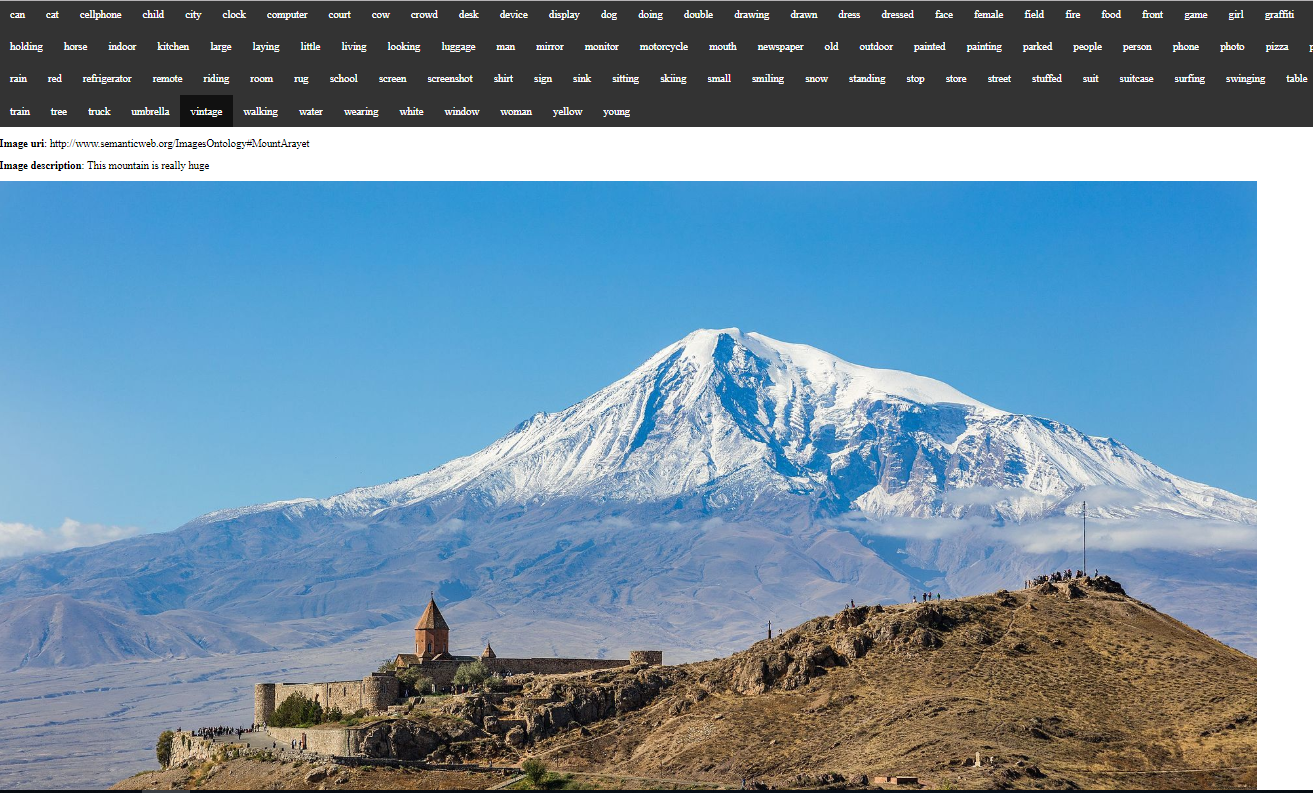 can cat cellphone child city clock computer court cow crowd desk device display dog doing double drawing drawn dress dressed face female field fire food front game girl graffiti
holding horse indoor kitchen large laying little living looking luggage man mirror monitor motorcycle mouth newspaper old outdoor painted painting parked people person phone photo pizza
rain red refrigerator remote riding room rug school screen screenshot shirt sign sink sitting skiing small smiling snow standing stop store street stuffed suit suitcase surfing swinging table
train tree truck umbrella vintage walking water wearing white window woman yellow young
Image uri: http://www.semanticweb.org/ImagesOntology#MountArayet
Image description: This mountain is really huge